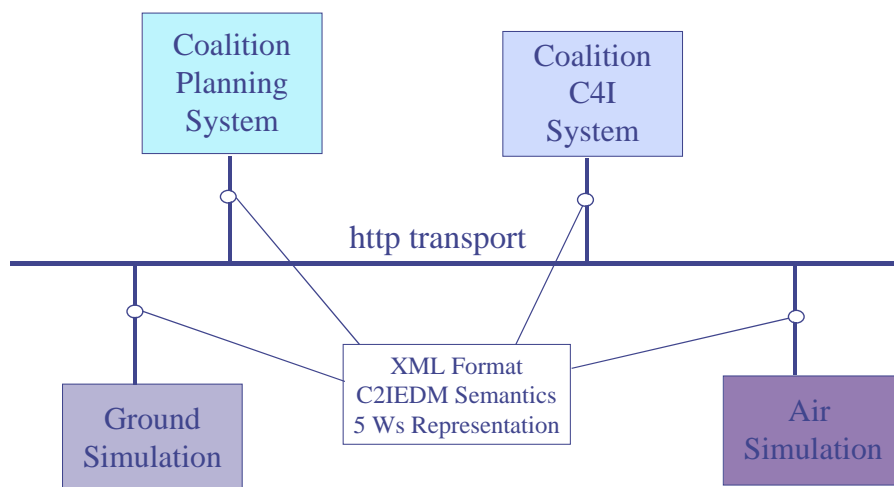 Coalition
Planning
System
Coalition
C4I
System
http transport
XML Format
C2IEDM Semantics
5 Ws Representation
Ground
Simulation
Air
Simulation